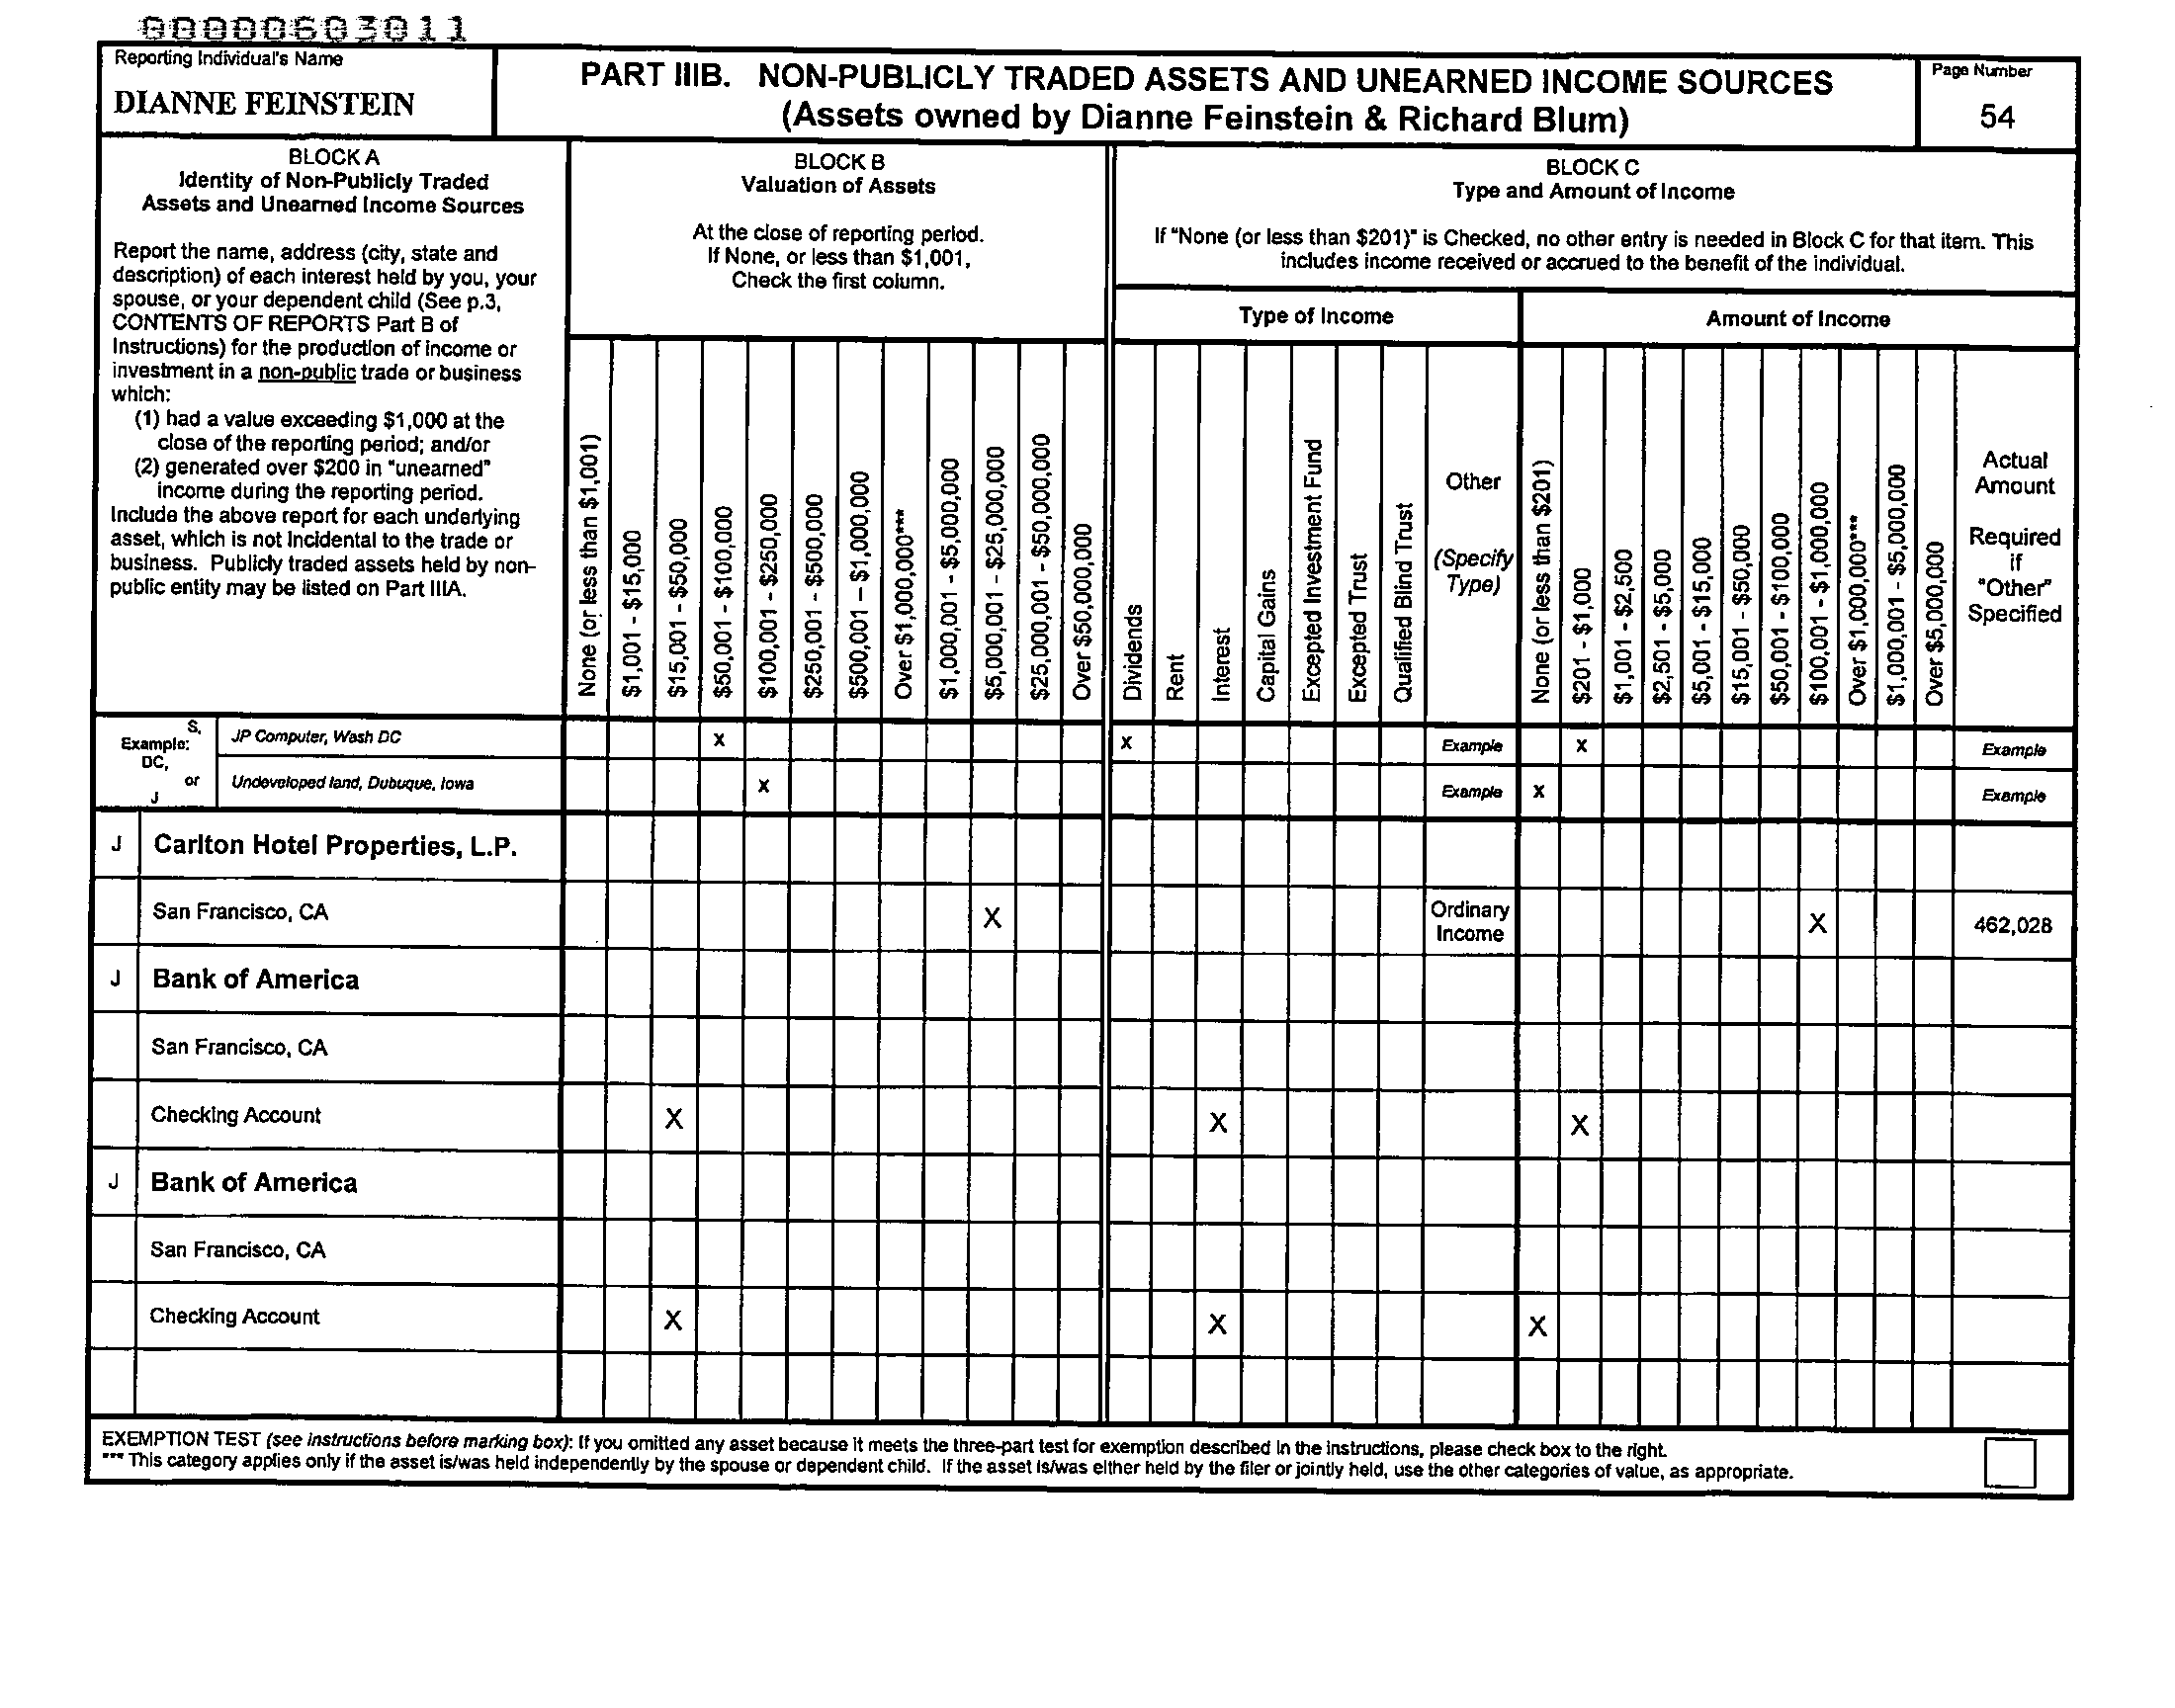 00000603011
Reporting Individual's Name
DIANNE FEINSTEIN
PART IIIB. NON-PUBLICLY TRADED ASSETS AND UNEARNED INCOME SOURCES
(Assets owned by Dianne Feinstein & Richard Blum)
Page Number
54
BLOCK A
Identity of Non-Publicly Traded
Assets and Unearned Income Sources
Report the name, address (city, state and
description) of each interest held by you, your
spouse, or your dependent child (See p.3,
CONTENTS OF REPORTS Part B of
Instructions) for the production of income or
investment in a non-public trade or business
which:
(1) had a value exceeding $1,000 at the
close of the reporting period; and/or
(2) generated over $200 in "unearned"
income during the reporting period.
Include the above report for each underlying
asset, which is not incidental to the trade or
business. Publicly traded assets held by non-
public entity may be listed on Part IIIA.
BLOCK B
Valuation of Assets
At the close of reporting period.
If None, or less than $1,001,
Check the first column.
None (or less than $1,001)
$1,001 - $15,000
$15,001 - $50,000
$50,001 - $100,000
$100,001 - $250,000
$250,001 - $500,000
$500,001 – $1,000,000
Over $1,000,000***
$1,000,001 - $5,000,000
$5,000,001 - $25,000,000
$25,000,001 - $50,000,000
Over $50,000,000
BLOCK C
Type and Amount of Income
If "None (or less than $201)" is Checked, no other entry is needed in Block C for that item. This
includes income received or accrued to the benefit of the individual.
Type of Income
Amount of Income
Dividends
Rent
Interest
Capital Gains
Excepted Investment Fund
Excepted Trust
Qualified Blind Trust
Other
(Specify
Type)
None (or less than $201)
$201 - $1,000
$1,001 - $2,500
$2,501 - $5,000
$5,001 - $15,000
$15,001 - $50,000
$50,001 - $100,000
$100,001 - $1,000,000
Over $1,000,000***
$1,000,001 - $5,000,000
Over $5,000,000
Actual
Amount
Required
if
"Other"
Specified
Example:
S,
DC,
or
J
JP Computer, Wash DC X X Example X Example
Undeveloped land, Dubuque, Iowa X Example X Example
J Carlton Hotel Properties, L.P.
San Francisco, CA X Ordinary
Income X 462,028
J Bank of America
San Francisco, CA
Checking Account X X X
J Bank of America
San Francisco, CA
Checking Account X X X
EXEMPTION TEST (see instructions before marking box): If you omitted any asset because it meets the three-part test for exemption described in the instructions, please check box to the right.
*** This category applies only if the asset is/was held independently by the spouse or dependent child. If the asset is/was either held by the filer or jointly held, use the other categories of value, as appropriate.